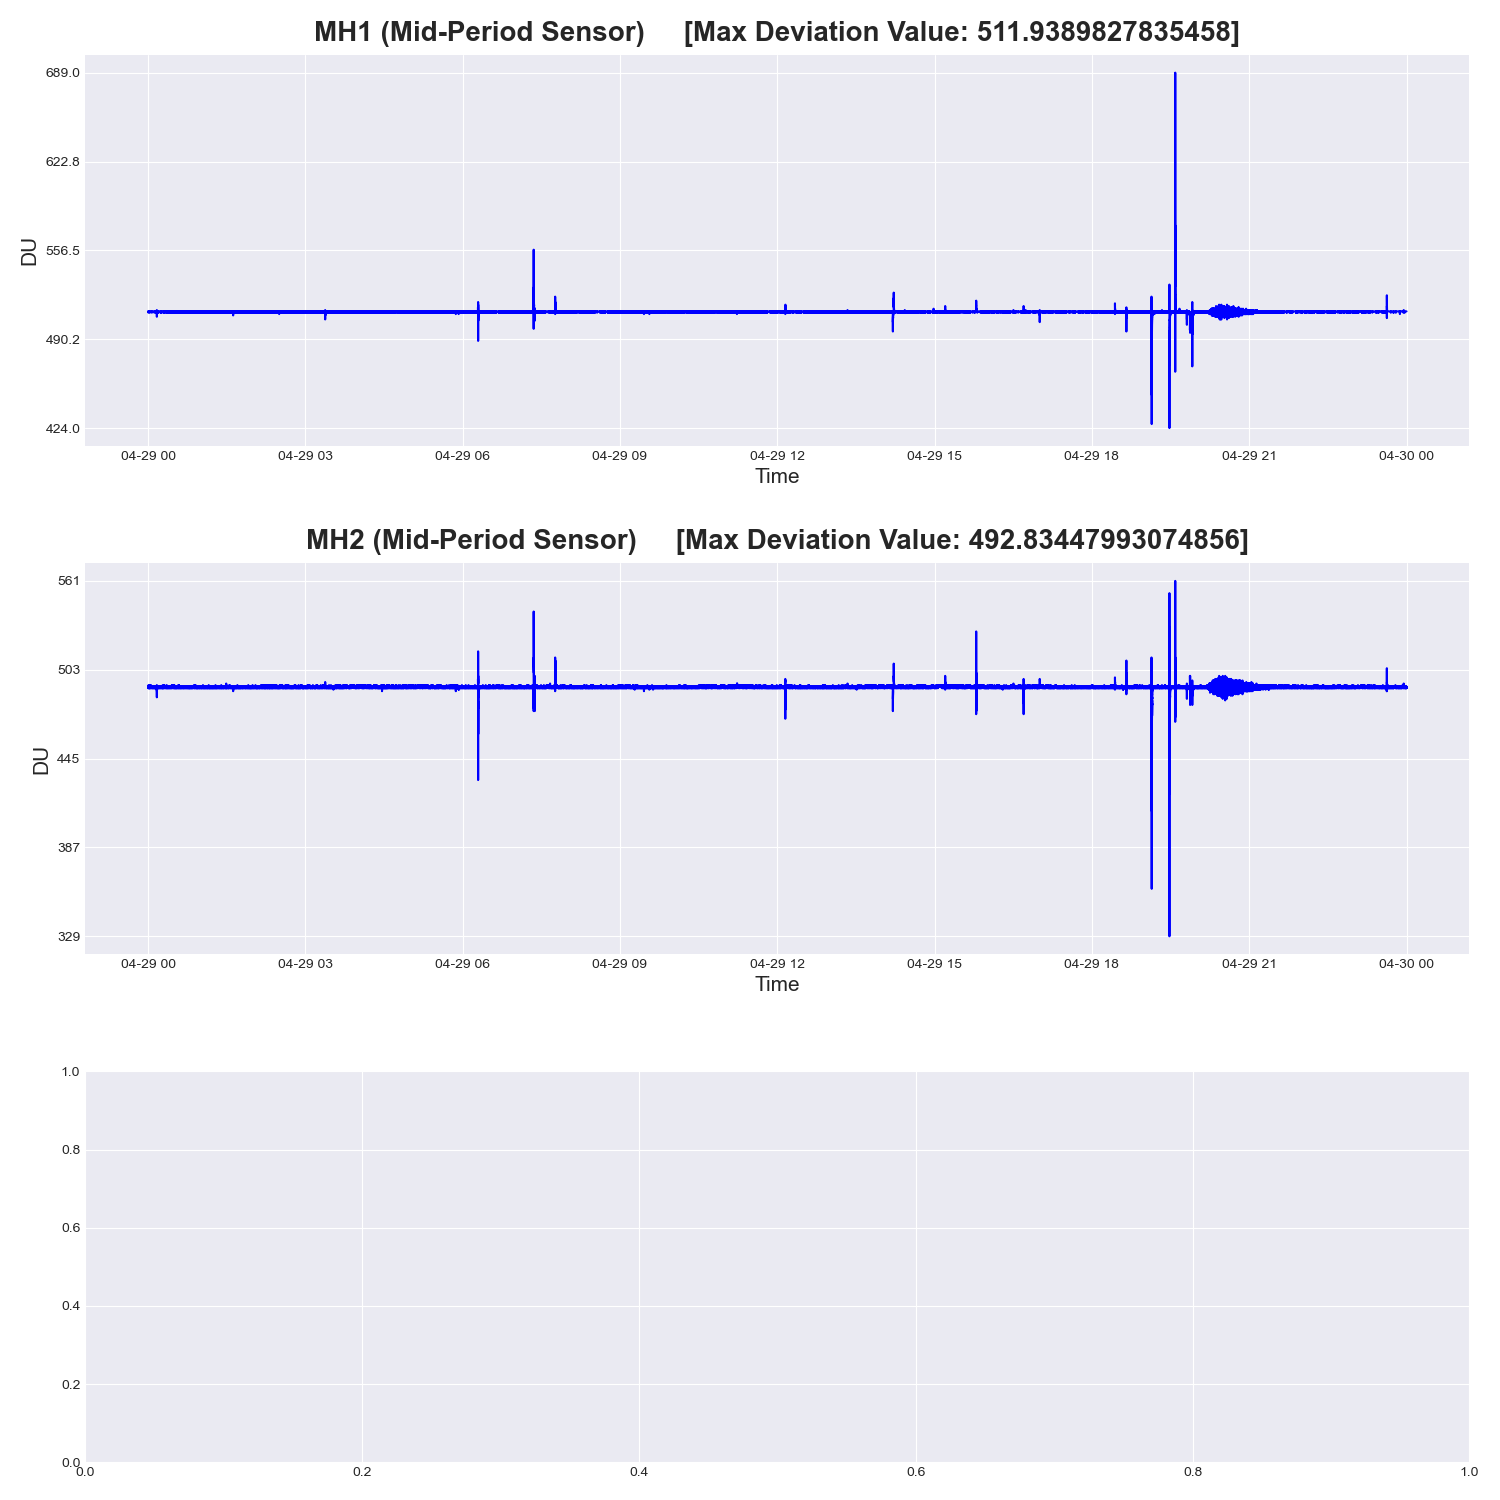 MH1 (Mid-Period Sensor) [Max Deviation Value: 511.9389827835458]
689.0
622.8
556.5
490.2
424.0
DU
04-29 00 04-29 03 04-29 06 04-29 09 04-29 12 04-29 15 04-29 18 04-29 21 04-30 00
Time
MH2 (Mid-Period Sensor) [Max Deviation Value: 492.83447993074856]
561
503
445
387
329
DU
04-29 00 04-29 03 04-29 06 04-29 09 04-29 12 04-29 15 04-29 18 04-29 21 04-30 00
Time
1.0
0.8
0.6
0.4
0.2
0.0
0.0 0.2 0.4 0.6 0.8 1.0